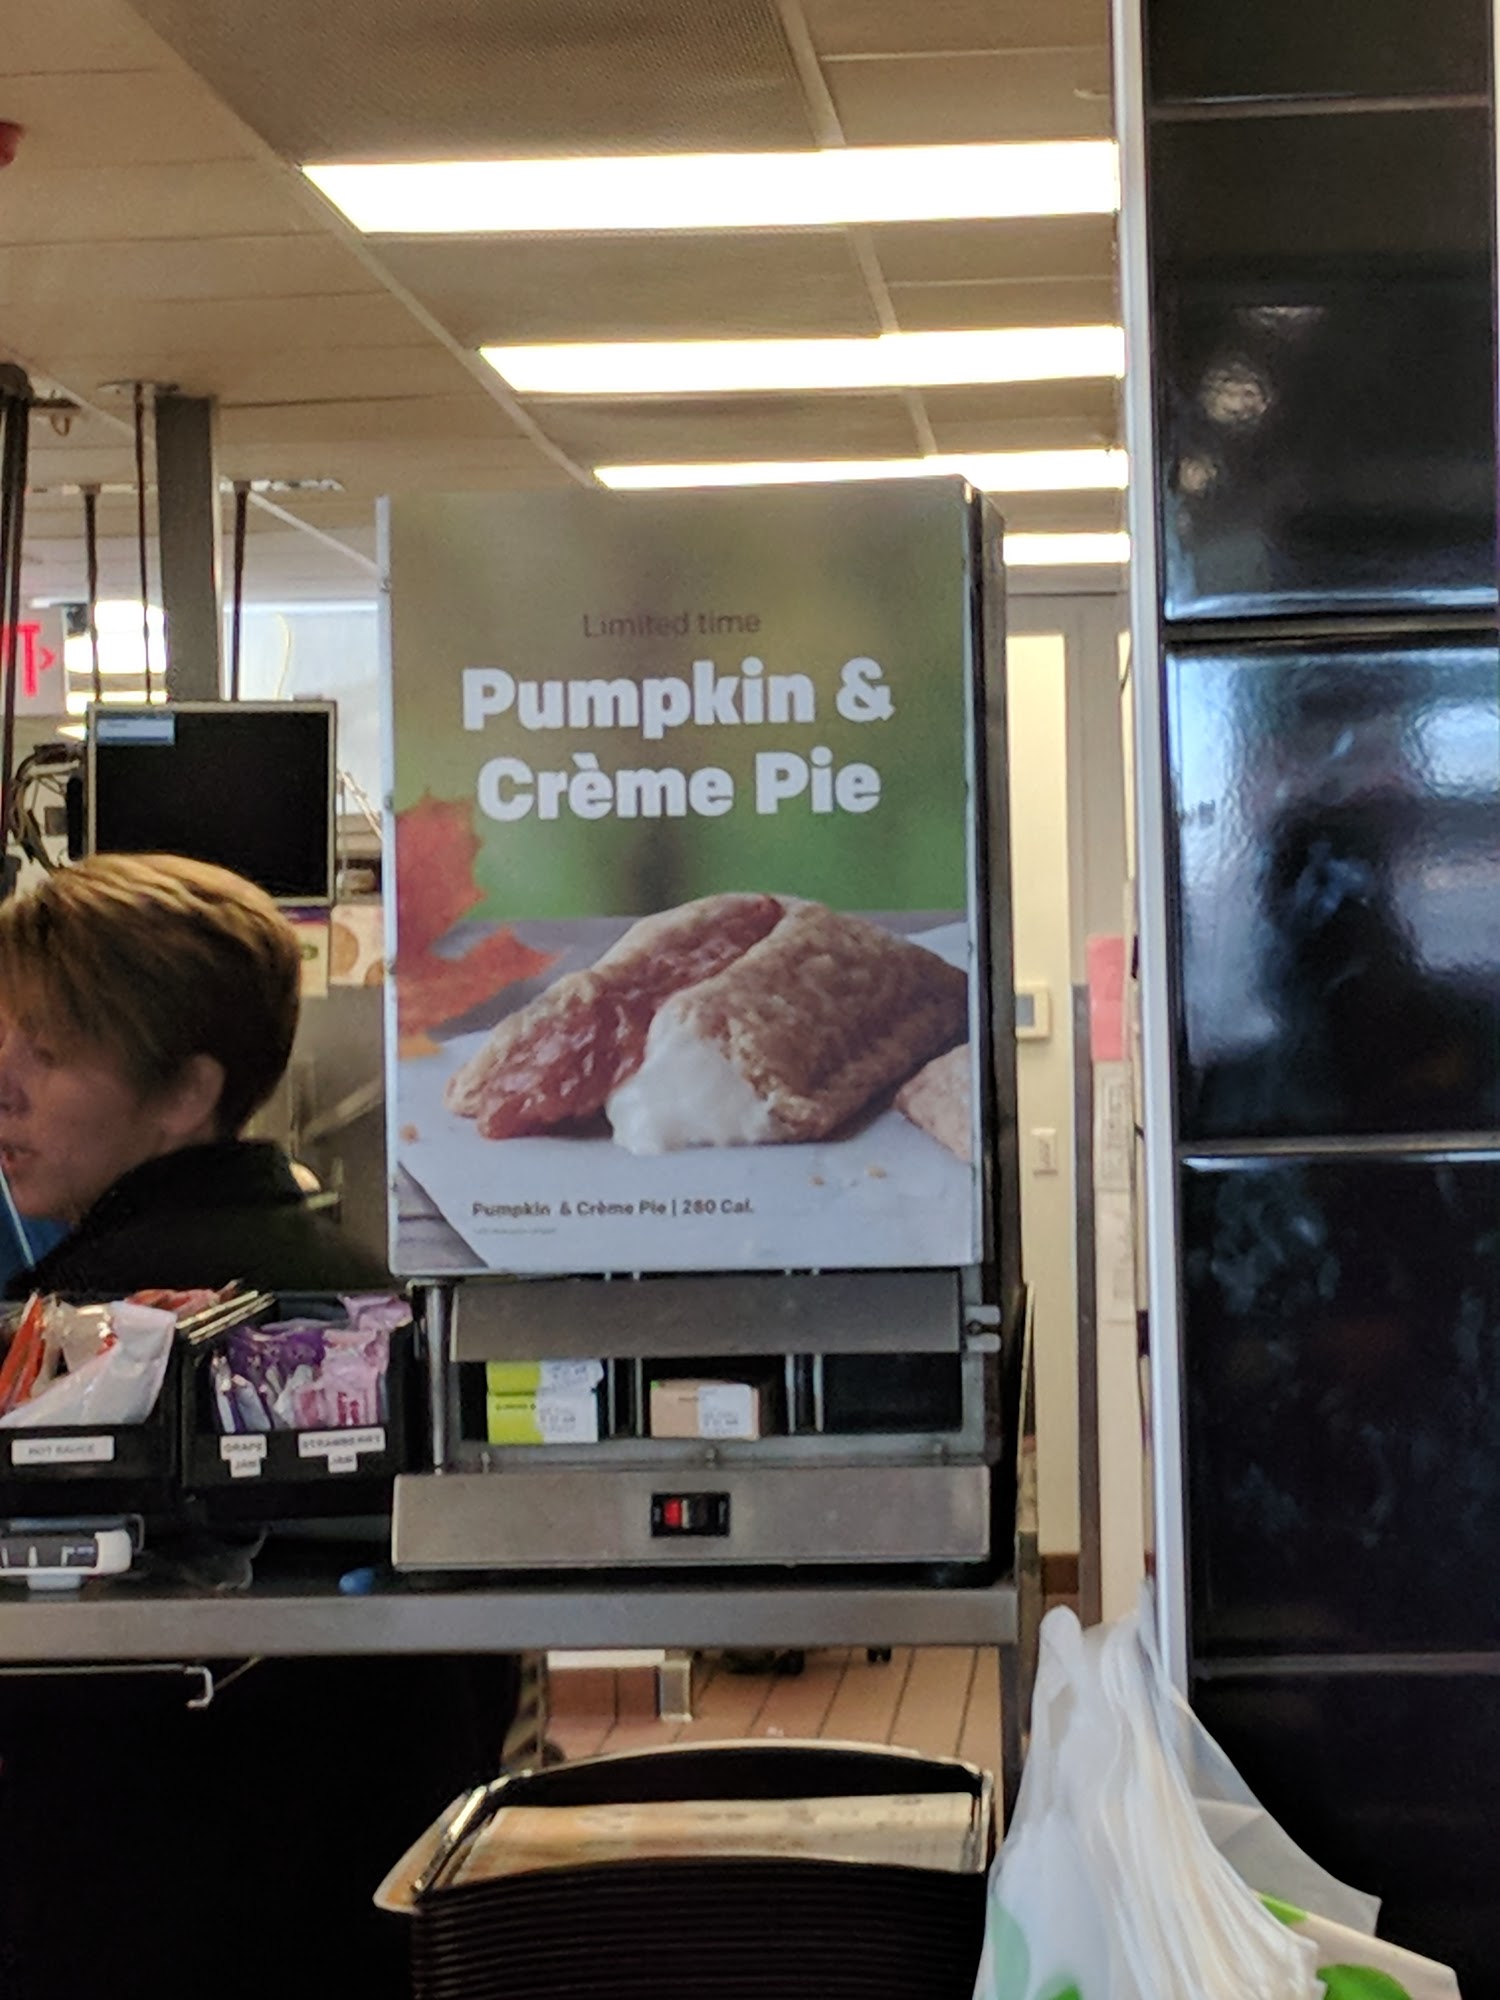 Limited time
Pumpkin &
Crème Pie
Pumpkin & Crème Pie | 280 Cal.
HOT SAUCE
GRAPE
JAM
STRAWBERRY
JAM